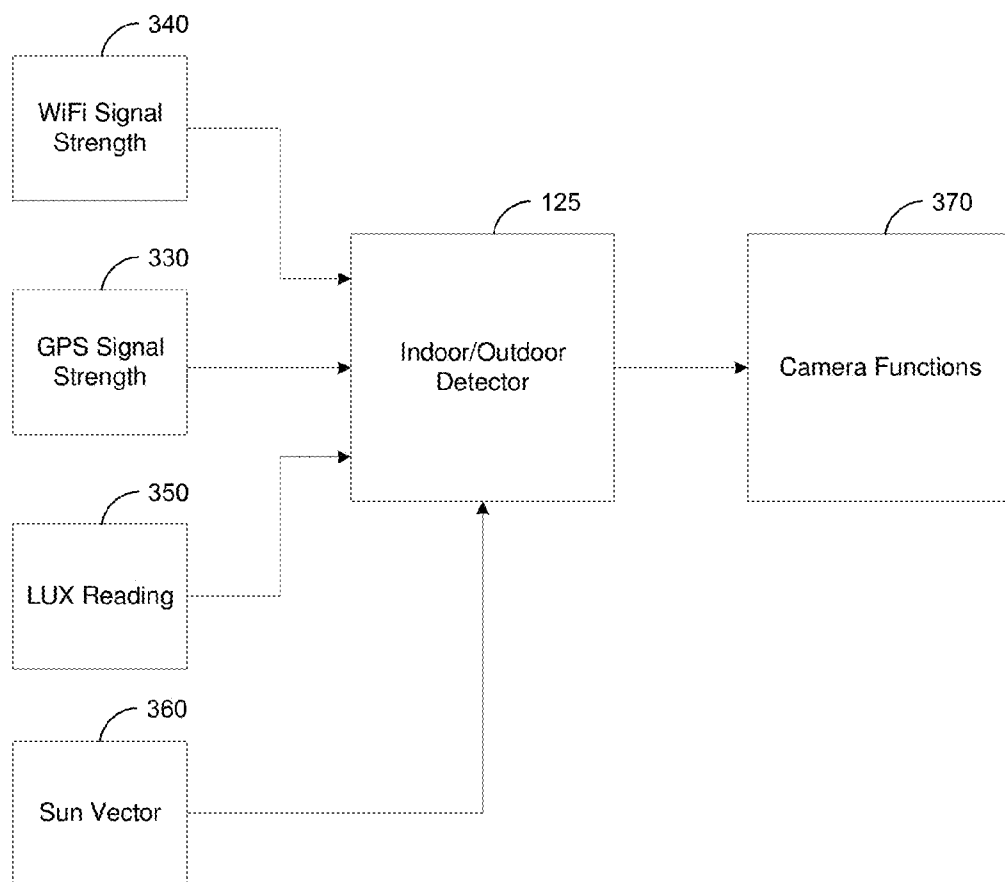 340
WiFi Signal
Strength
330
GPS Signal
Strength
350
LUX Reading
360
Sun Vector
125
Indoor/Outdoor
Detector
370
Camera Functions